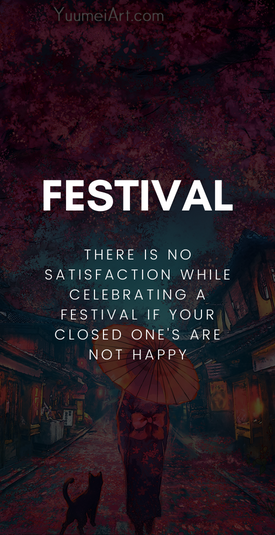 YuumeiArt.com
FESTIVAL
THERE IS NO
SATISFACTION WHILE
CELEBRATING A
FESTIVAL IF YOUR
CLOSED ONE'S ARE
NOT HAPPY